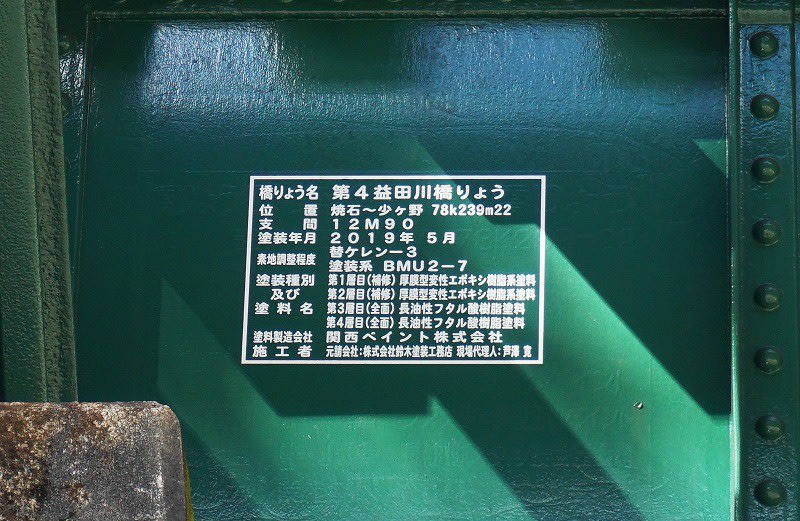 橋りょう名 第4益田川橋りょう
位置 焼石～少ヶ野 78k239m22
支間 12M90
塗装年月 2019年 5月
素地調整程度 替ケレン－3
塗装系 BMU2－7
塗装種別 第1層目(補修)厚膜型変性エポキシ樹脂系塗料
及び 第2層目(補修)厚膜型変性エポキシ樹脂系塗料
塗料名 第3層目(全面)長油性フタル酸樹脂塗料
第4層目(全面)長油性フタル酸樹脂塗料
塗料製造会社 関西ペイント株式会社
施工者 元請会社:株式会社鈴木塗装工務店 現場代理人:芦澤 寛